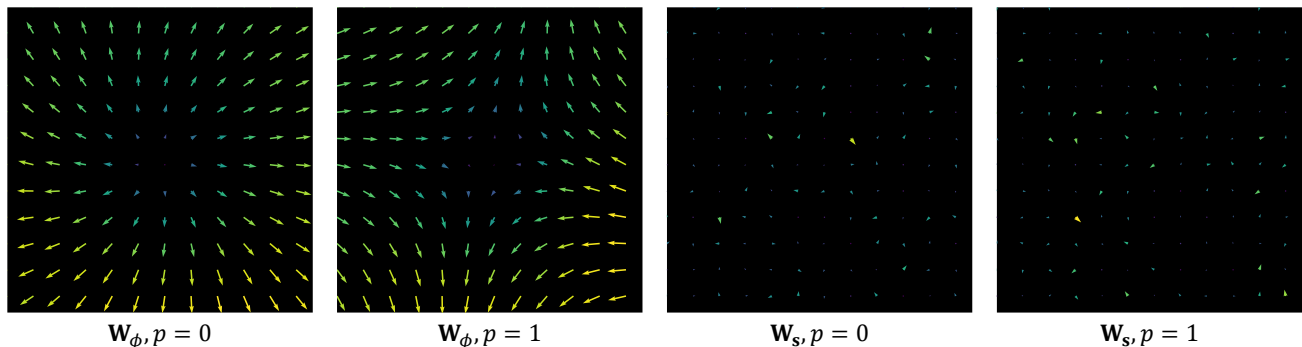 W_ϕ, p = 0
W_ϕ, p = 1
W_s, p = 0
W_s, p = 1